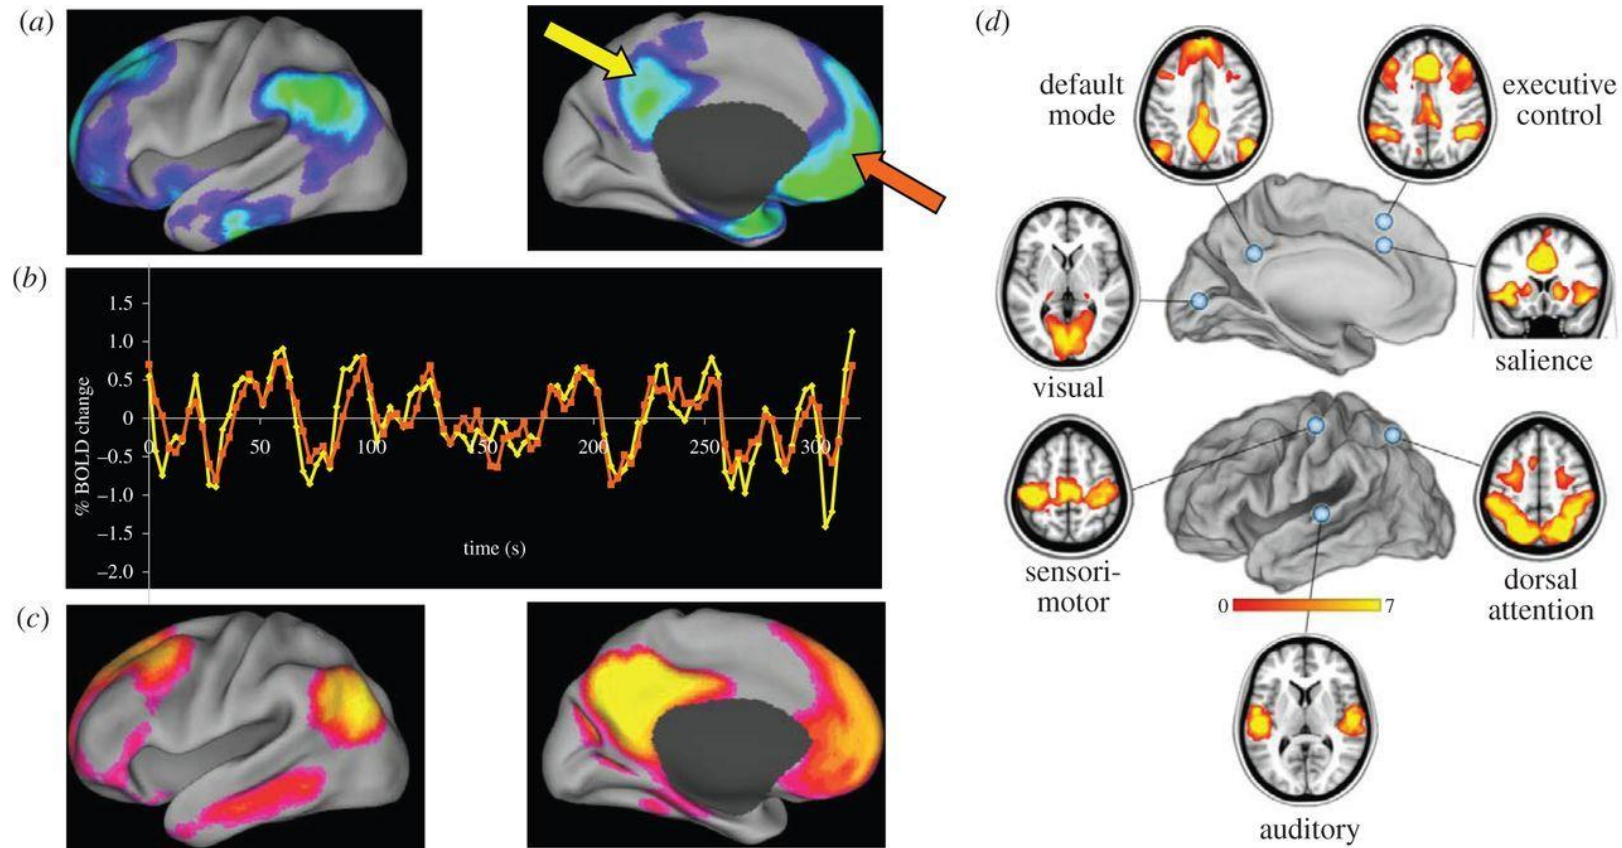 (a)
(b)
1.5
1.0
0.5
0
−0.5
−1.0
−1.5
−2.0
% BOLD change
0
50
100
150
200
250
300
time (s)
(c)
(d)
default
mode
executive
control
visual
salience
sensori-
motor
dorsal
attention
0
7
auditory